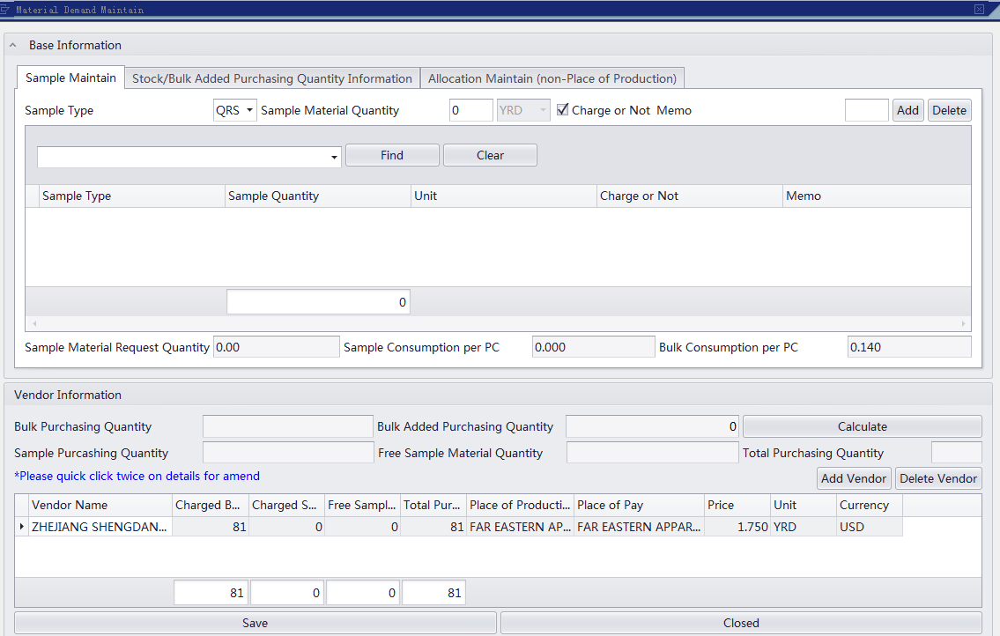 Material Demand Maintain
Base Information
Sample Maintain Stock/Bulk Added Purchasing Quantity Information Allocation Maintain (non-Place of Production)
Sample Type QRS Sample Material Quantity 0 YRD Charge or Not Memo Add Delete
Find Clear
Sample Type Sample Quantity Unit Charge or Not Memo
0
Sample Material Request Quantity 0.00 Sample Consumption per PC 0.000 Bulk Consumption per PC 0.140
Vendor Information
Bulk Purchasing Quantity Bulk Added Purchasing Quantity 0 Calculate
Sample Purcashing Quantity Free Sample Material Quantity Total Purchasing Quantity
*Please quick click twice on details for amend
Add Vendor Delete Vendor
Vendor Name Charged B... Charged S... Free Sampl... Total Pur... Place of Producti... Place of Pay Price Unit Currency
ZHEJIANG SHENGDAN... 81 0 0 81 FAR EASTERN AP... FAR EASTERN APPAR... 1.750 YRD USD
81 0 0 81
Save Closed